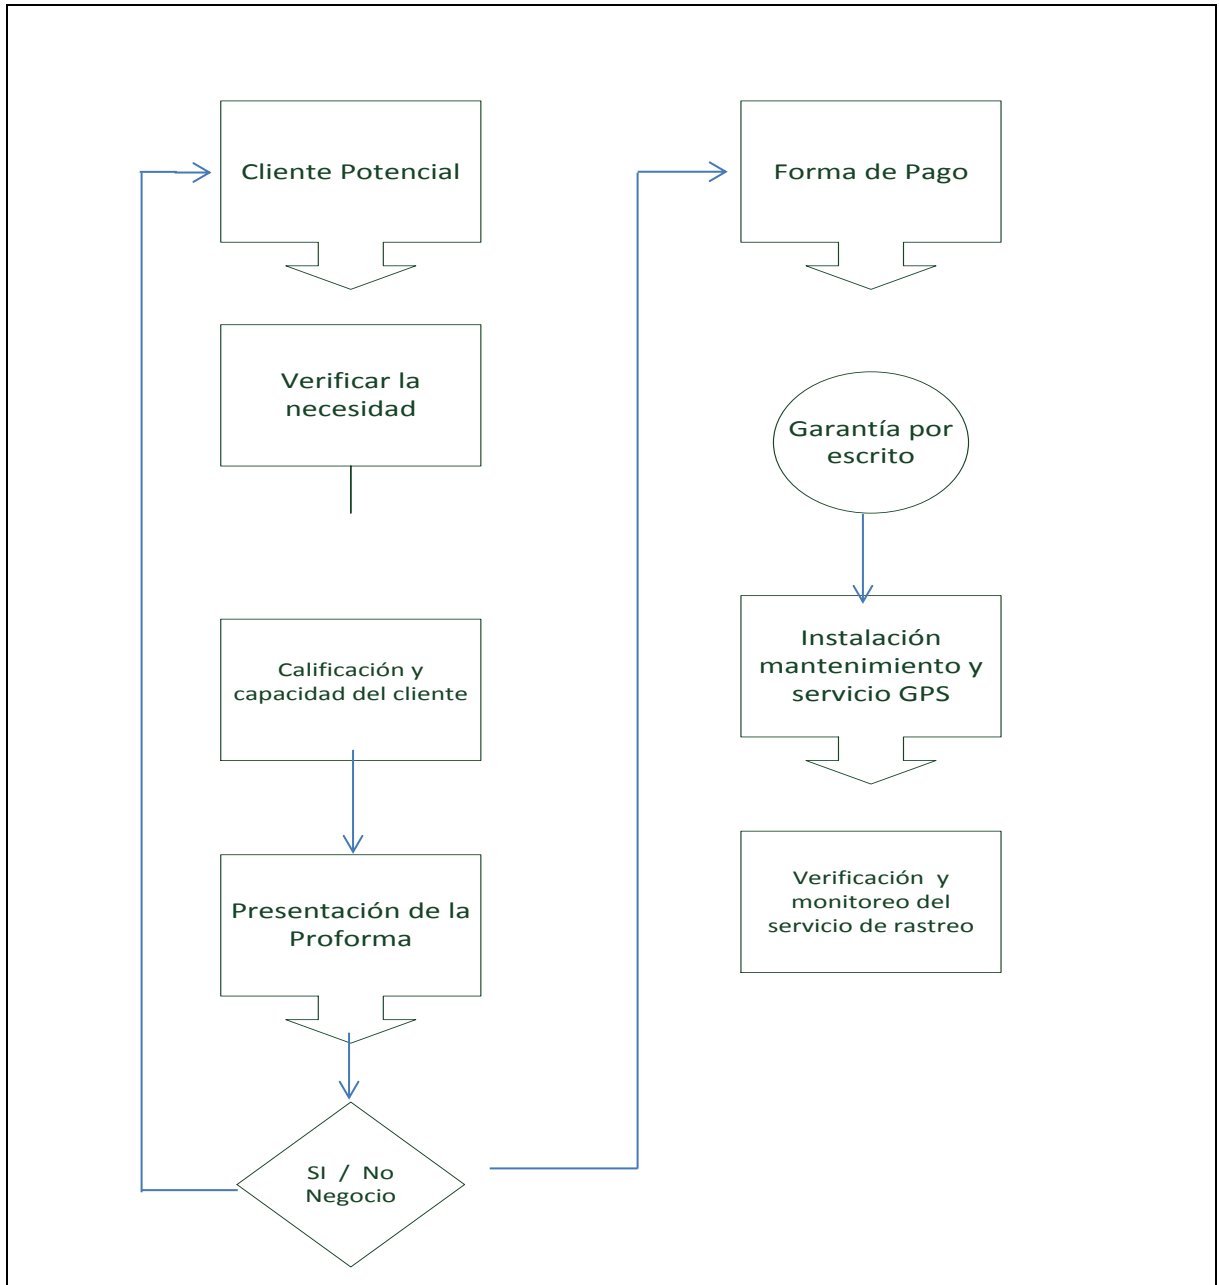 Cliente Potencial
Verificar la
necesidad
Calificación y
capacidad del cliente
Presentación de la
Proforma
SI / No
Negocio
Forma de Pago
Garantía por
escrito
Instalación
mantenimiento y
servicio GPS
Verificación y
monitoreo del
servicio de rastreo